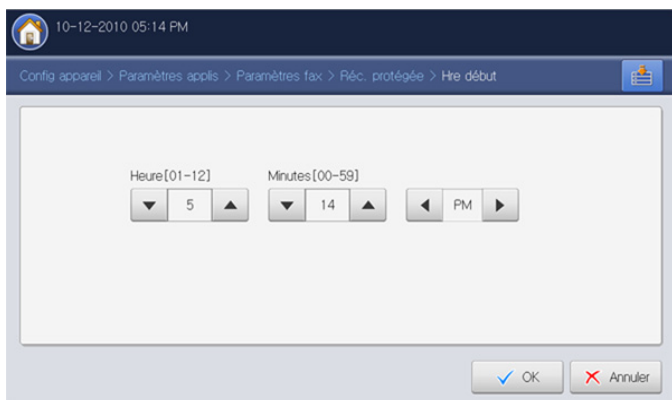 10-12-2010 05:14 PM
Config appareil > Paramètres applis > Paramètres fax > Réc. protégée > Hre début
Heure[01-12] Minutes[00-59]
5 14 PM
OK Annuler